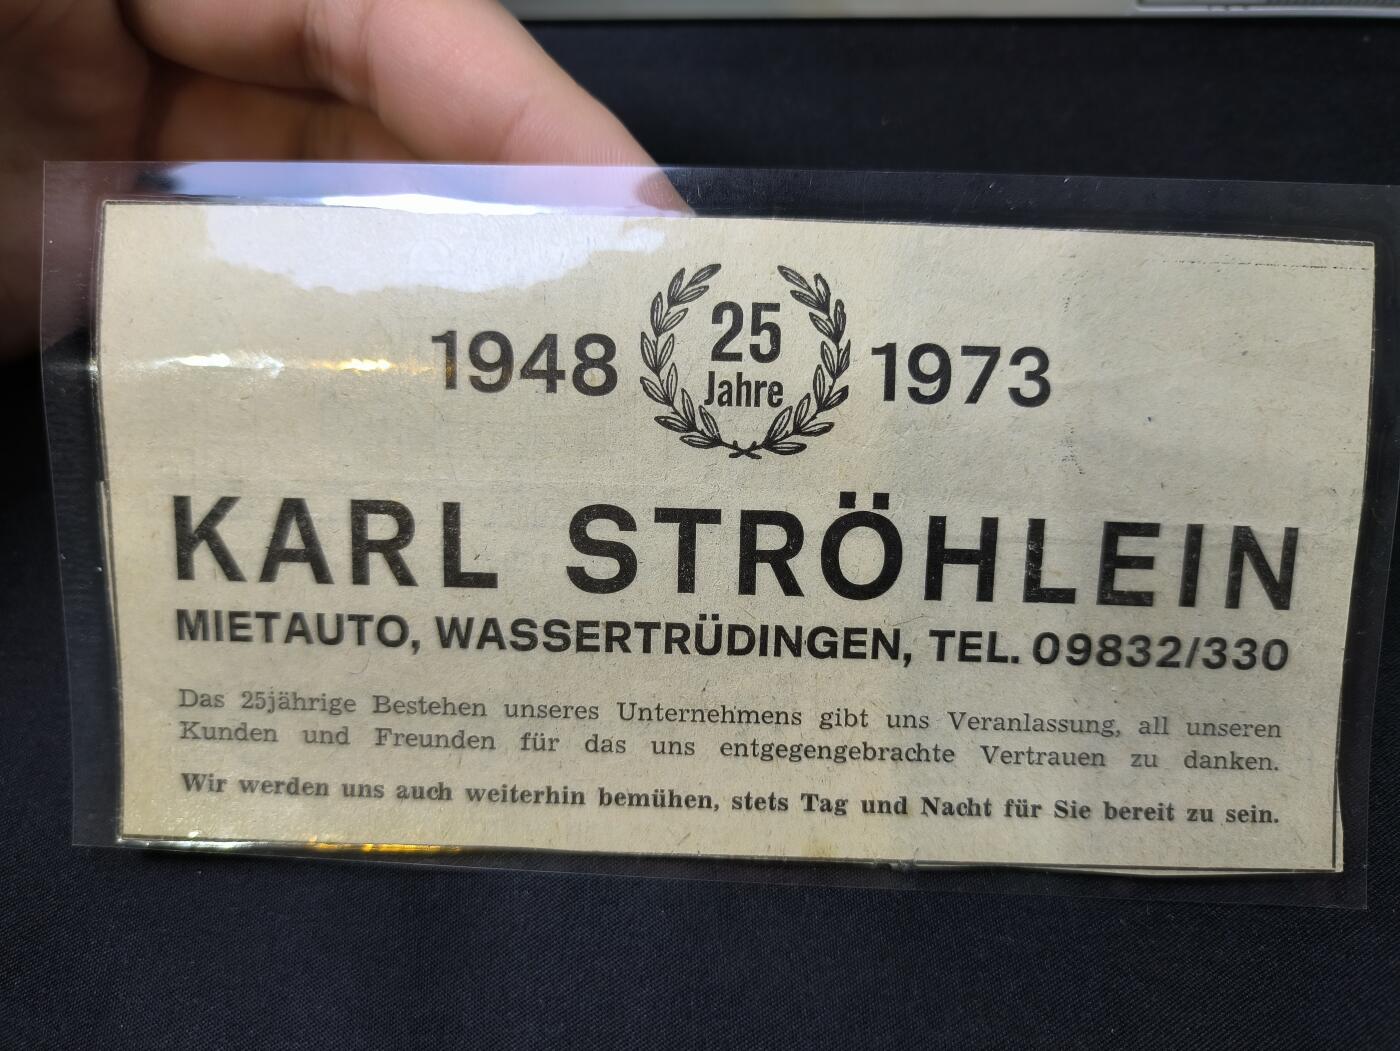 1948 25 Jahre 1973
KARL STRÖHLEIN
MIETAUTO, WASSERTRÜDINGEN, TEL. 09832/330
Das 25jährige Bestehen unseres Unternehmens gibt uns Veranlassung, all unseren
Kunden und Freunden für das uns entgegengebrachte Vertrauen zu danken.
Wir werden uns auch weiterhin bemühen, stets Tag und Nacht für Sie bereit zu sein.